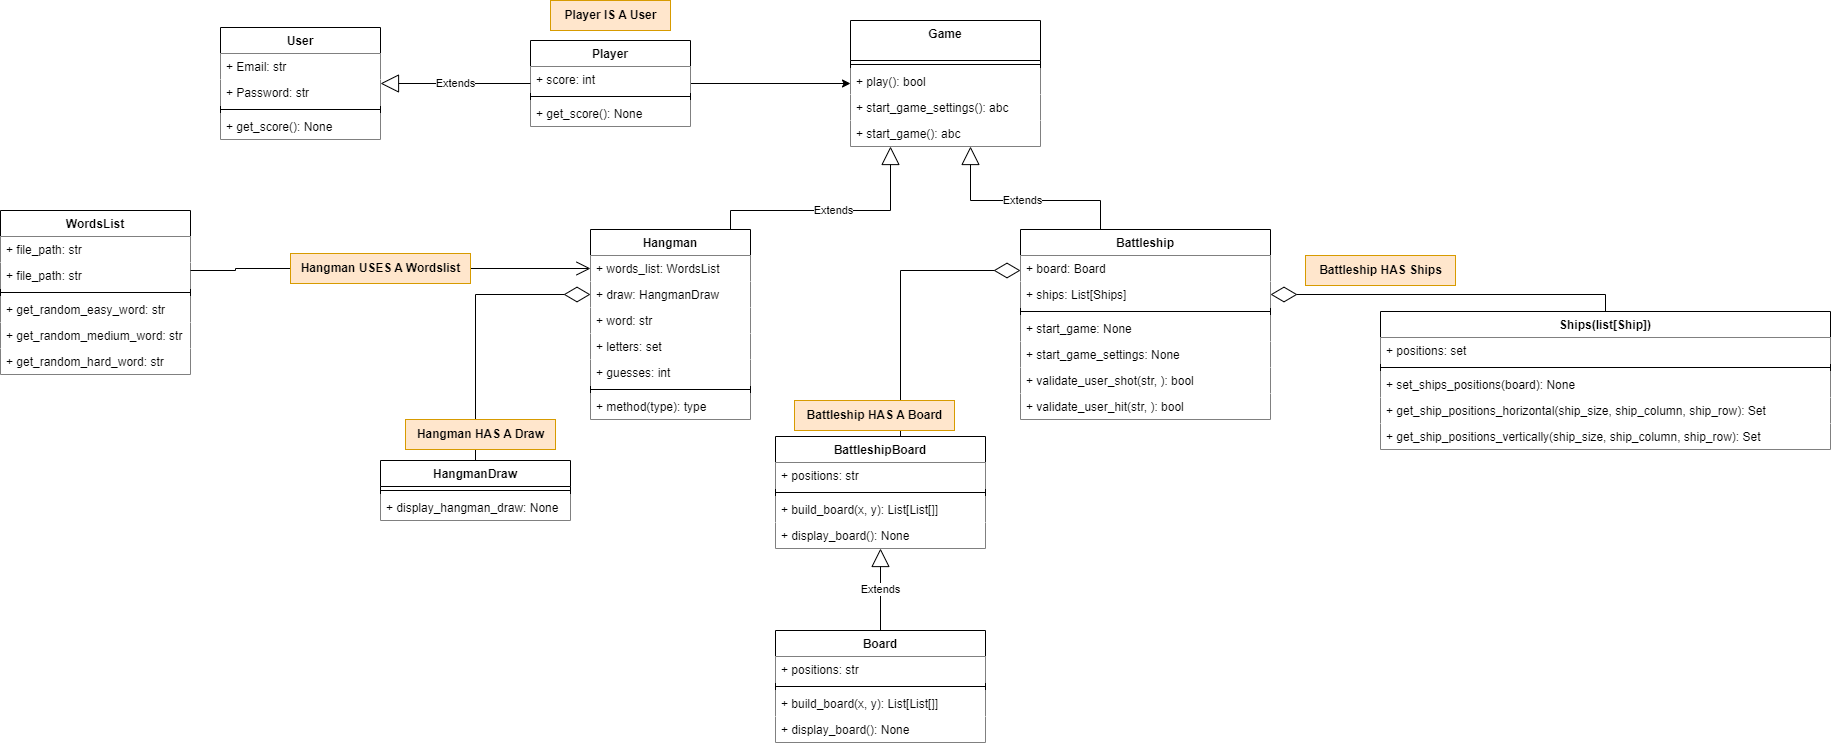 Player IS A User
User
+ Email: str
+ Password: str
+ get_score(): None
Extends
Player
+ score: int
+ get_score(): None
Game
+ play(): bool
+ start_game_settings(): abc
+ start_game(): abc
Extends
Extends
WordsList
+ file_path: str
+ file_path: str
+ get_random_easy_word: str
+ get_random_medium_word: str
+ get_random_hard_word: str
Hangman USES A Wordslist
Hangman
+ words_list: WordsList
+ draw: HangmanDraw
+ word: str
+ letters: set
+ guesses: int
+ method(type): type
Battleship
+ board: Board
+ ships: List[Ships]
+ start_game: None
+ start_game_settings: None
+ validate_user_shot(str, ): bool
+ validate_user_hit(str, ): bool
Battleship HAS Ships
Ships(list[Ship])
+ positions: set
+ set_ships_positions(board): None
+ get_ship_positions_horizontal(ship_size, ship_column, ship_row): Set
+ get_ship_positions_vertically(ship_size, ship_column, ship_row): Set
Hangman HAS A Draw
HangmanDraw
+ display_hangman_draw: None
Battleship HAS A Board
BattleshipBoard
+ positions: str
+ build_board(x, y): List[List[]]
+ display_board(): None
Extends
Board
+ positions: str
+ build_board(x, y): List[List[]]
+ display_board(): None